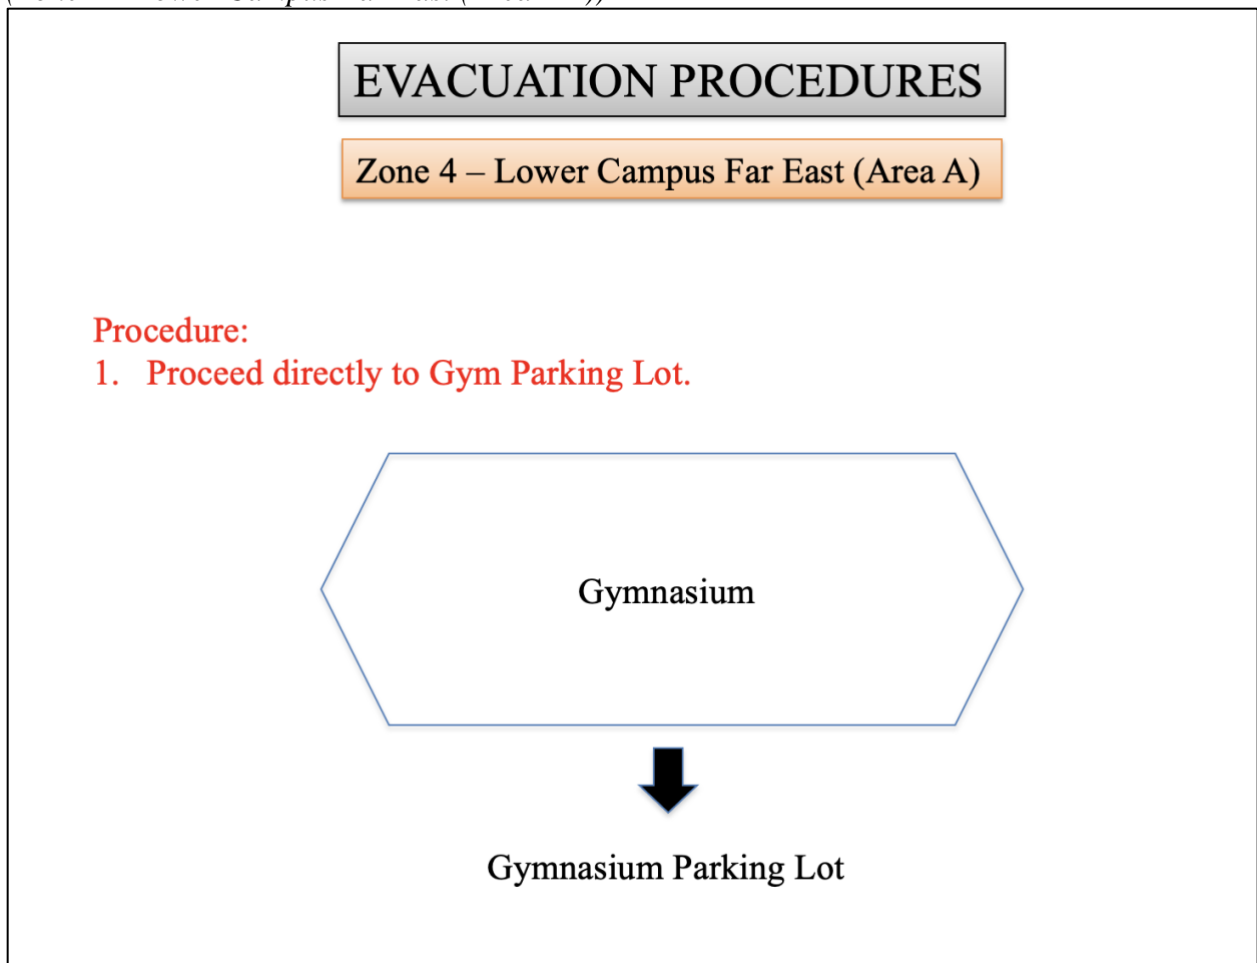 EVACUATION PROCEDURES
Zone 4 – Lower Campus Far East (Area A)
Procedure:
1. Proceed directly to Gym Parking Lot.
Gymnasium
Gymnasium Parking Lot